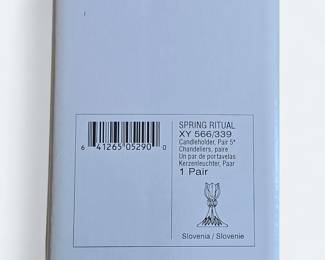 SPRING RITUAL
XY 566/339
Candleholder, Pair 5"
Chandeliers, paire
Un par de portavelas
Kerzenleuchter, Paar
1 Pair
6 41265 05290 0
Slovenia / Slovenie